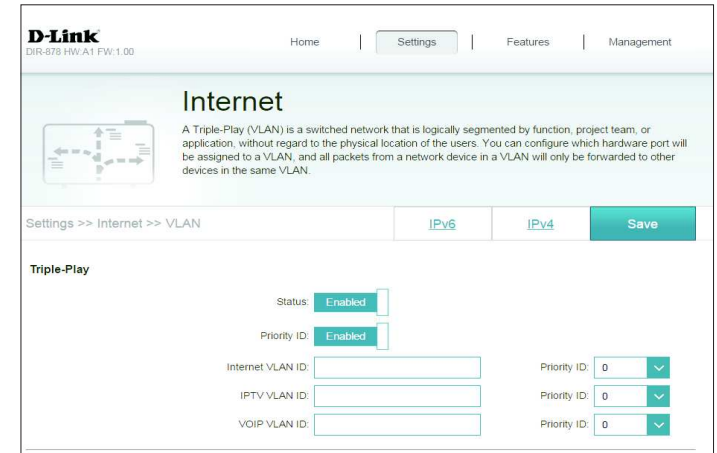 D-Link
DIR-878 HW:A1 FW:1.00
Home | Settings | Features | Management
Internet
A Triple-Play (VLAN) is a switched network that is logically segmented by function, project team, or
application, without regard to the physical location of the users. You can configure which hardware port will
be assigned to a VLAN, and all packets from a network device in a VLAN will only be forwarded to other
devices in the same VLAN.
Settings >> Internet >> VLAN IPv6 IPv4 Save
Triple-Play
Status: Enabled
Priority ID: Enabled
Internet VLAN ID: Priority ID: 0
IPTV VLAN ID: Priority ID: 0
VOIP VLAN ID: Priority ID: 0